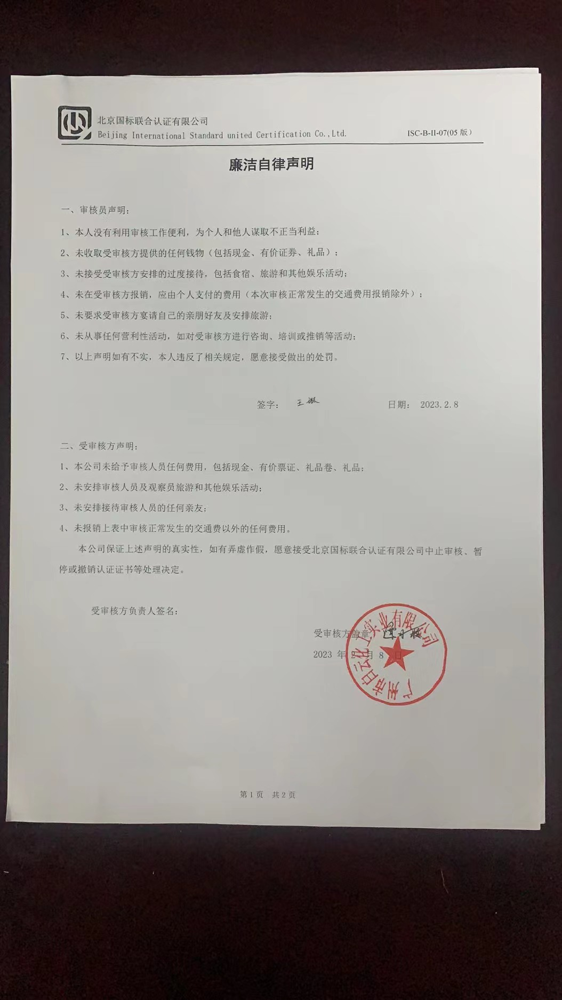 北京国标联合认证有限公司
Beijing International Standard united Certification Co.,Ltd.
ISC-B-II-07(05 版)
廉洁自律声明
一、审核员声明:
1、本人没有利用审核工作便利，为个人和他人谋取不正当利益;
2、未收取受审核方提供的任何钱物（包括现金、有价证券、礼品）;
3、未接受受审核方安排的过度接待，包括食宿、旅游和其他娱乐活动;
4、未在受审核方报销，应由个人支付的费用（本次审核正常发生的交通费用报销除外）;
5、未要求受审核方宴请自己的亲朋好友及安排旅游;
6、未从事任何营利性活动，如对受审核方进行咨询、培训或推销等活动;
7、以上声明如有不实，本人违反了相关规定，愿意接受做出的处罚。
签字: 王 日期: 2023.2.8
二、受审核方声明:
1、本公司未给予审核人员任何费用，包括现金、有价票证、礼品卷、礼品;
2、未安排审核人员及观察员旅游和其他娱乐活动;
3、未安排接待审核人员的任何亲友;
4、未报销上表中审核正常发生的交通费以外的任何费用。
本公司保证上述声明的真实性，如有弄虚作假，愿意接受北京国标联合认证有限公司中止审核、暂
停或撤销认证证书等处理决定。
受审核方负责人签名:
受审核方盖章
2023 年 2 月 8 日
广州市白云化工实业有限公司
第 1 页 共 2 页